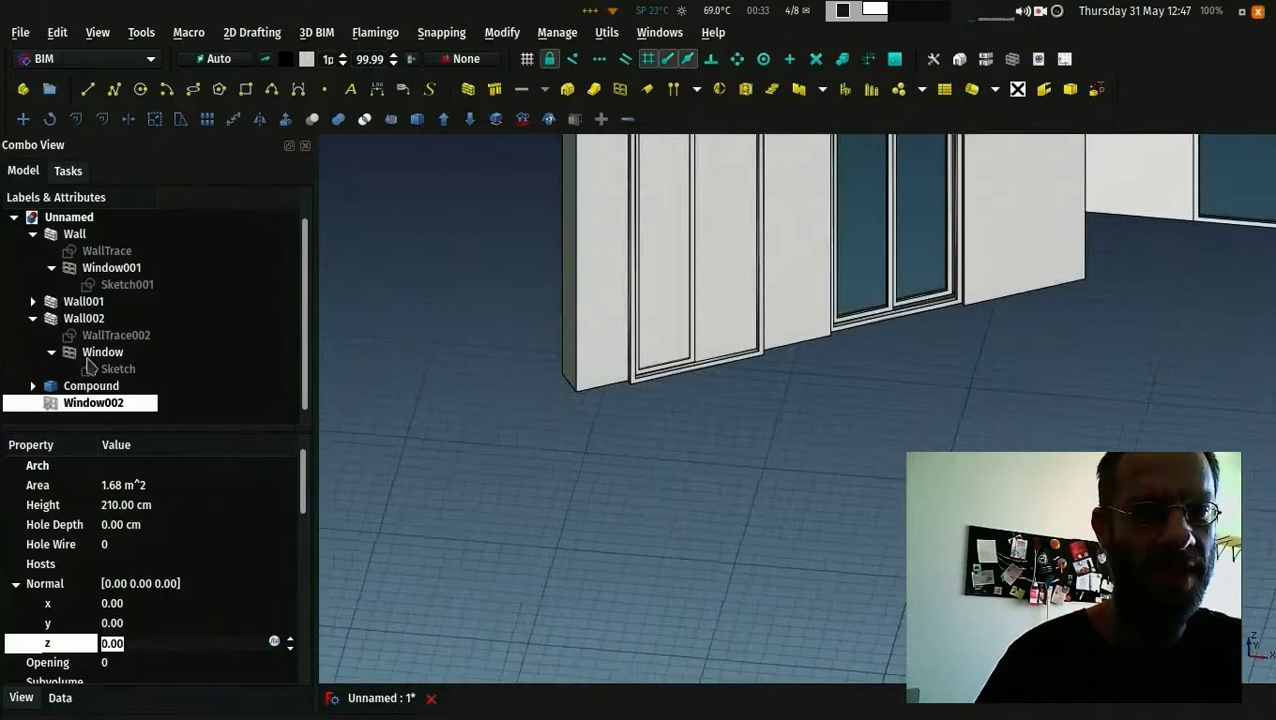 SP 23°C 69.0°C 00:33 4/8 Thursday 31 May 12:47 100%
File Edit View Tools Macro 2D Drafting 3D BIM Flamingo Snapping Modify Manage Utils Windows Help
BIM Auto 1p 99.99 None
Combo View
Model Tasks
Labels & Attributes
Unnamed
Wall
WallTrace
Window001
Sketch001
Wall001
Wall002
WallTrace002
Window
Sketch
Compound
Window002
Property Value
Arch
Area 1.68 m^2
Height 210.00 cm
Hole Depth 0.00 cm
Hole Wire 0
Hosts
Normal [0.00 0.00 0.00]
x 0.00
y 0.00
z 0.00
Opening 0
Subvolume
View Data
Unnamed : 1*